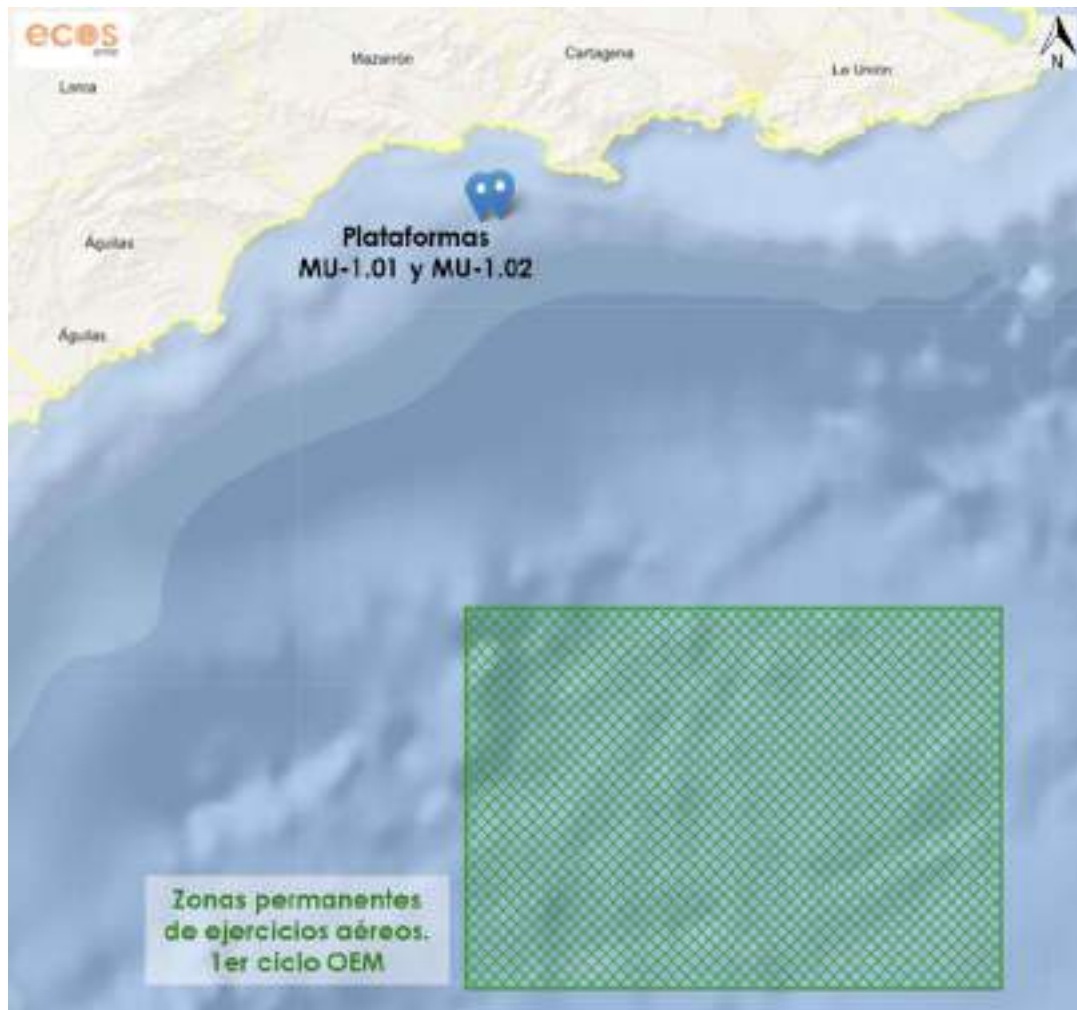 ecos
Mazarrón
Cartagena
La Unión
Lorca
N
Águilas
Plataformas
MU-1.01 y MU-1.02
Águilas
Zonas permanentes
de ejercicios aéreos.
1er ciclo OEM